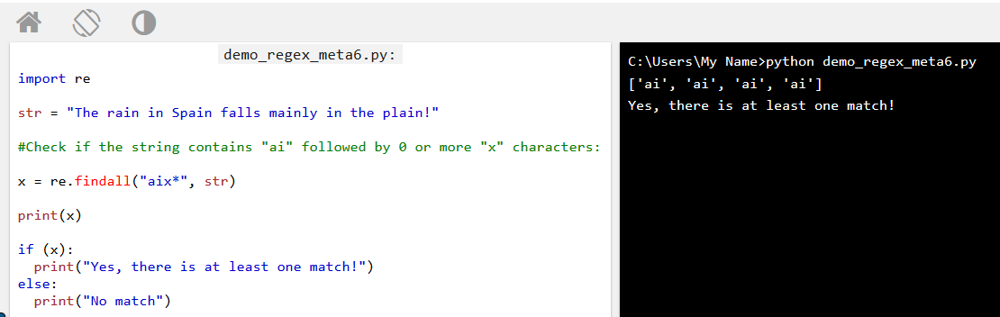 demo_regex_meta6.py:
import re
str = "The rain in Spain falls mainly in the plain!"
#Check if the string contains "ai" followed by 0 or more "x" characters:
x = re.findall("aix*", str)
print(x)
if (x):
  print("Yes, there is at least one match!")
else:
  print("No match")
C:\Users\My Name>python demo_regex_meta6.py
['ai', 'ai', 'ai', 'ai']
Yes, there is at least one match!